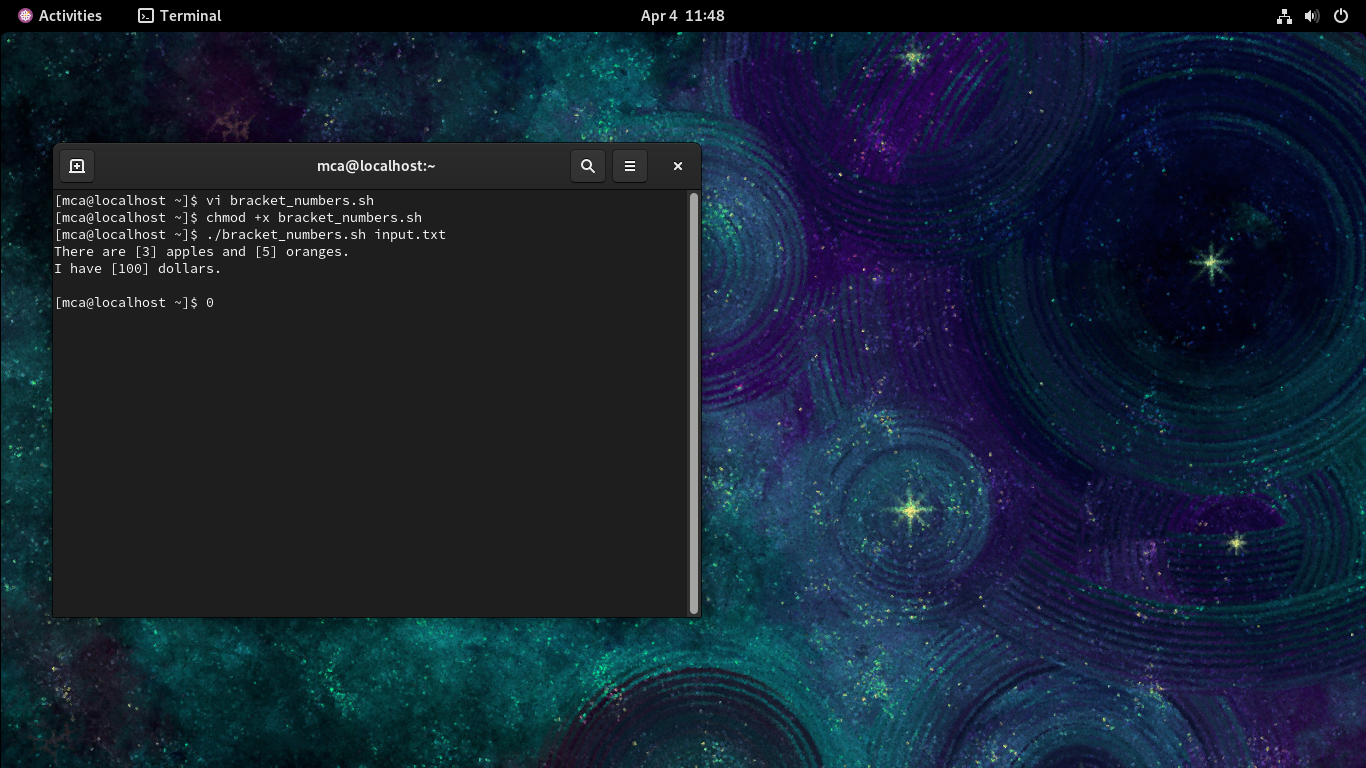 Activities Terminal Apr 4 11:48
mca@localhost:~
[mca@localhost ~]$ vi bracket_numbers.sh
[mca@localhost ~]$ chmod +x bracket_numbers.sh
[mca@localhost ~]$ ./bracket_numbers.sh input.txt
There are [3] apples and [5] oranges.
I have [100] dollars.
[mca@localhost ~]$ 0